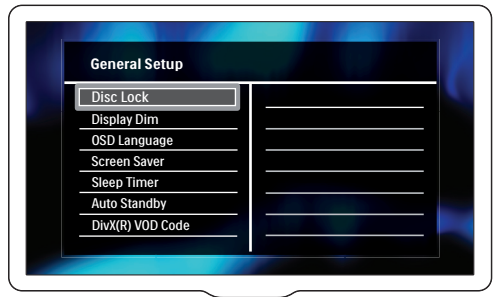 General Setup
Disc Lock
Display Dim
OSD Language
Screen Saver
Sleep Timer
Auto Standby
DivX(R) VOD Code